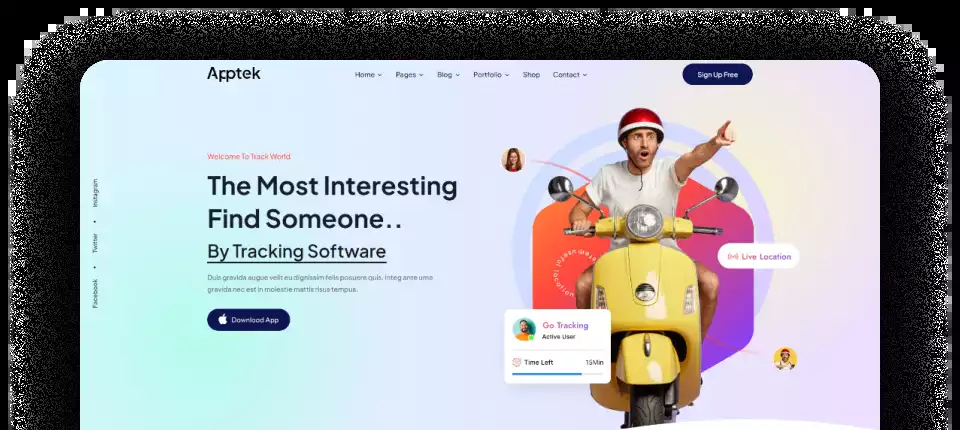 Apptek
Home
Pages
Blog
Portfolio
Shop
Contact
Sign Up Free
Instagram
Twitter
Facebook
Welcome To Track World
The Most Interesting
Find Someone..
By Tracking Software
Duis gravida augue velit eu dignissim felis posuere quis. Integ ante urna
gravida nec est in molestie mattis risus tempus.
Download App
Live Location
Go Tracking
Active User
Time Left
15Min